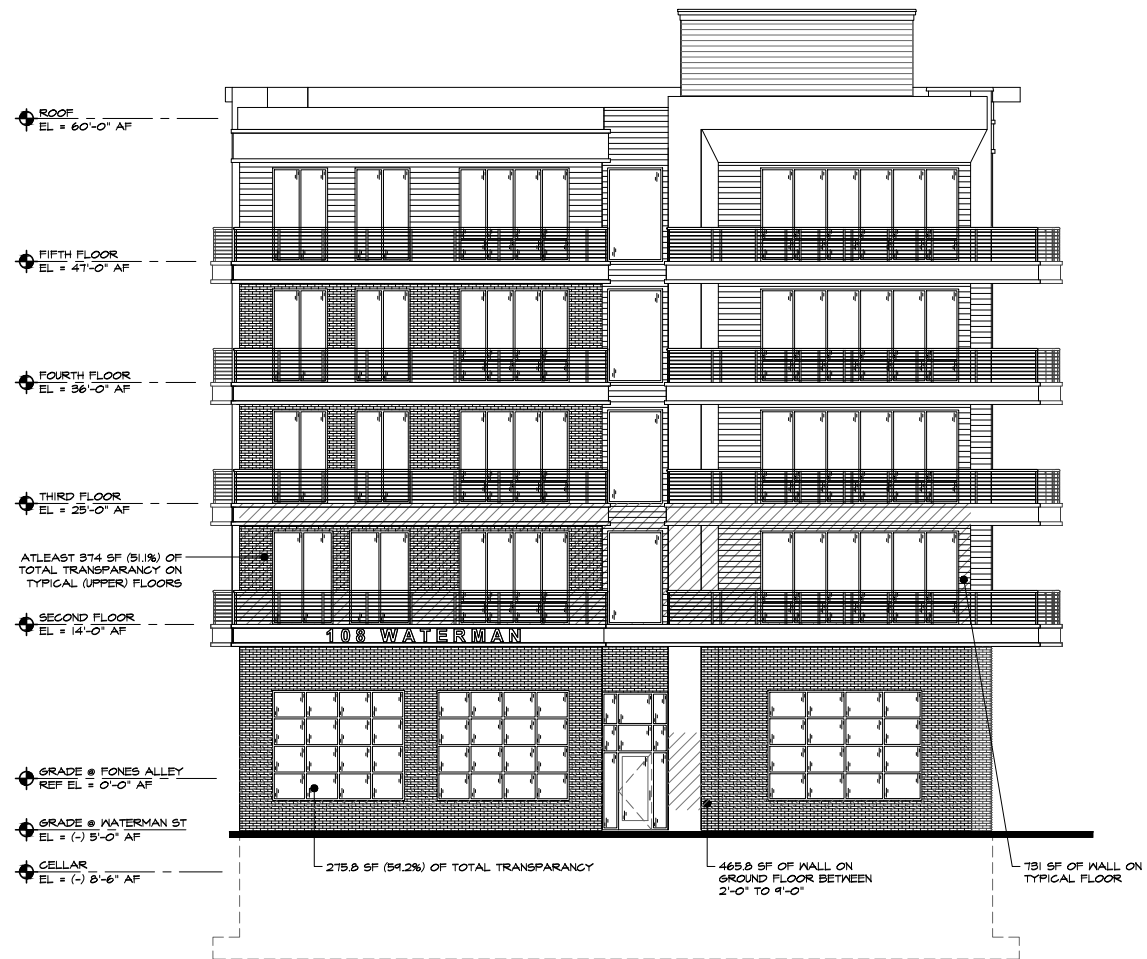 ROOF
EL = 60'-0" AF
FIFTH FLOOR
EL = 47'-0" AF
FOURTH FLOOR
EL = 36'-0" AF
THIRD FLOOR
EL = 25'-0" AF
ATLEAST 374 SF (51.1%) OF
TOTAL TRANSPARANCY ON
TYPICAL (UPPER) FLOORS
SECOND FLOOR
EL = 14'-0" AF
108 WATERMAN
GRADE @ FONES ALLEY
REF EL = 0'-0" AF
GRADE @ WATERMAN ST
EL = (-) 5'-0" AF
CELLAR
EL = (-) 8'-6" AF
275.8 SF (59.2%) OF TOTAL TRANSPARANCY
465.8 SF OF WALL ON
GROUND FLOOR BETWEEN
2'-0" TO 9'-0"
731 SF OF WALL ON
TYPICAL FLOOR